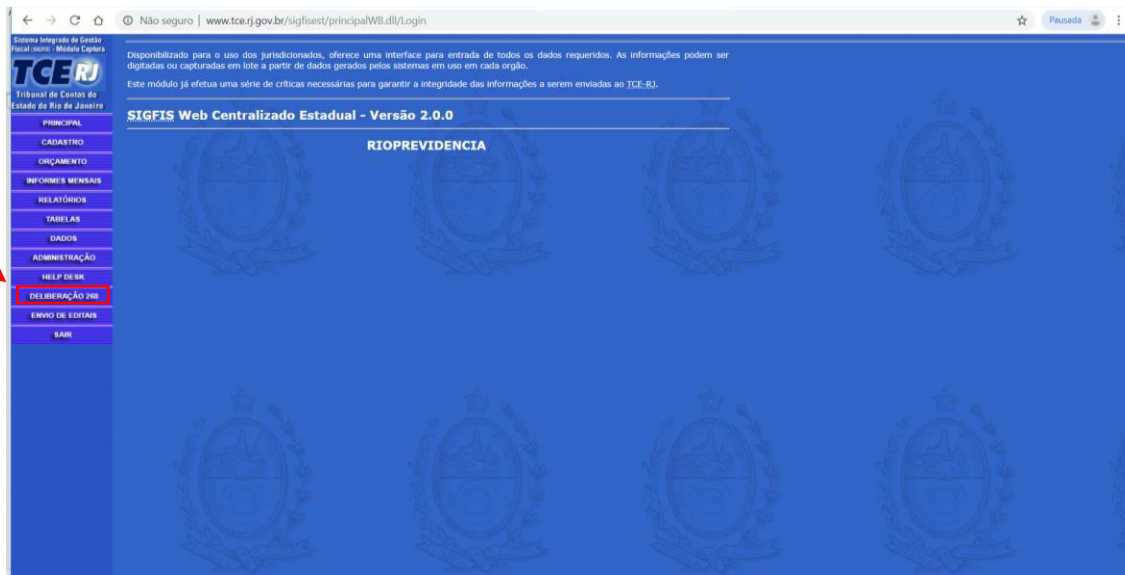 Não seguro | www.tce.rj.gov.br/sigfisest/principalWB.dll/Login
Pausada
Sistema Integrado de Gestão
Fiscal (SIGFIS) - Módulo Captura
TCE RJ
Tribunal de Contas do
Estado do Rio de Janeiro
PRINCIPAL
CADASTRO
ORÇAMENTO
INFORMES MENSAIS
RELATÓRIOS
TABELAS
DADOS
ADMINISTRAÇÃO
HELP DESK
DELIBERAÇÃO 260
ENVIO DE EDITAIS
SAIR
Disponibilizado para o uso dos jurisdicionados, oferece uma interface para entrada de todos os dados requeridos. As informações podem ser
digitadas ou capturadas em lote a partir de dados gerados pelos sistemas em uso em cada orgão.
Este módulo já efetua uma série de críticas necessárias para garantir a integridade das informações a serem enviadas ao TCE-RJ.
SIGFIS Web Centralizado Estadual - Versão 2.0.0
RIOPREVIDENCIA